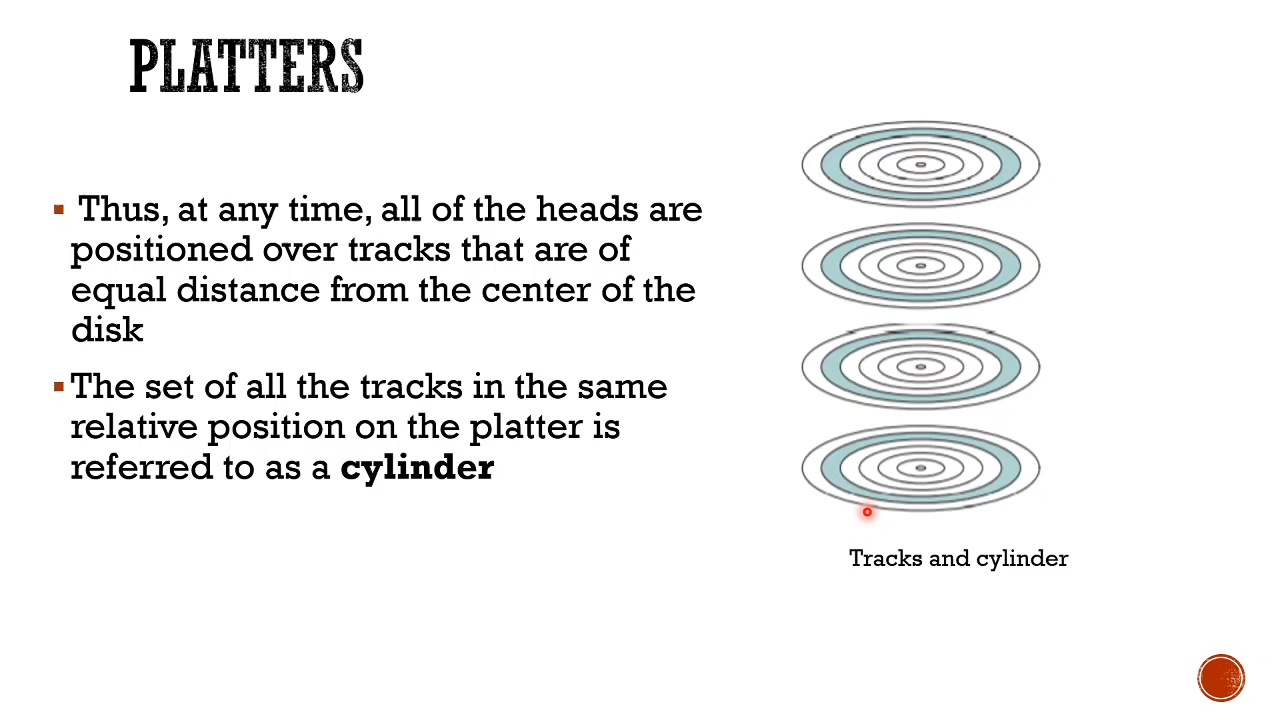 PLATTERS
▪ Thus, at any time, all of the heads are
positioned over tracks that are of
equal distance from the center of the
disk
▪ The set of all the tracks in the same
relative position on the platter is
referred to as a cylinder
Tracks and cylinder